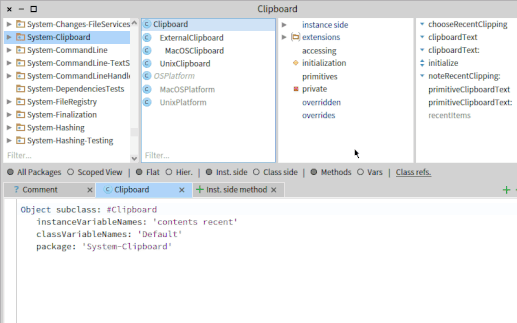 Clipboard
System-Changes-FileServices
System-Clipboard
System-CommandLine
System-CommandLine-TextS
System-CommandLineHandle
System-DependenciesTests
System-FileRegistry
System-Finalization
System-Hashing
System-Hashing-Testing
Filter...
Clipboard
ExternalClipboard
MacOSClipboard
UnixClipboard
OSPlatform
MacOSPlatform
UnixPlatform
Filter...
instance side
extensions
accessing
initialization
primitives
private
overridden
overrides
chooseRecentClipping
clipboardText
clipboardText:
initialize
noteRecentClipping:
primitiveClipboardText
primitiveClipboardText:
recentItems
All Packages Scoped View Flat Hier. Inst. side Class side Methods Vars Class refs.
? Comment × C Clipboard × Inst. side method ×
Object subclass: #Clipboard
instanceVariableNames: 'contents recent'
classVariableNames: 'Default'
package: 'System-Clipboard'